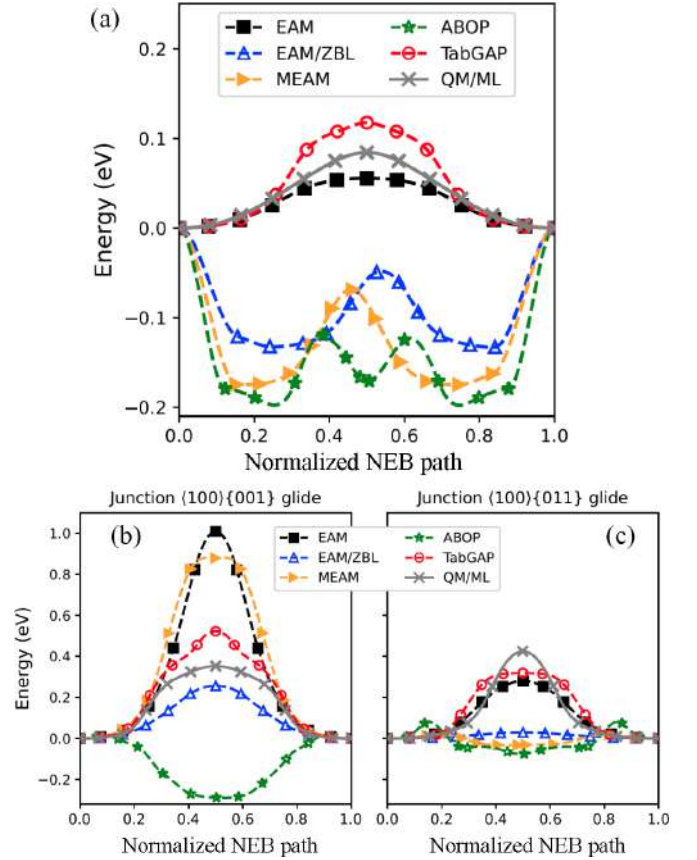 (a)
EAM
EAM/ZBL
MEAM
ABOP
TabGAP
QM/ML
0.2
0.1
0.0
−0.1
−0.2
Energy (eV)
0.0 0.2 0.4 0.6 0.8 1.0
Normalized NEB path
Junction ⟨100⟩{001} glide
(b)
EAM
EAM/ZBL
MEAM
1.0
0.8
0.6
0.4
0.2
0.0
−0.2
Energy (eV)
0.0 0.2 0.4 0.6 0.8 1.0
Normalized NEB path
Junction ⟨100⟩{011} glide
(c)
ABOP
TabGAP
QM/ML
0.0 0.2 0.4 0.6 0.8 1.0
Normalized NEB path